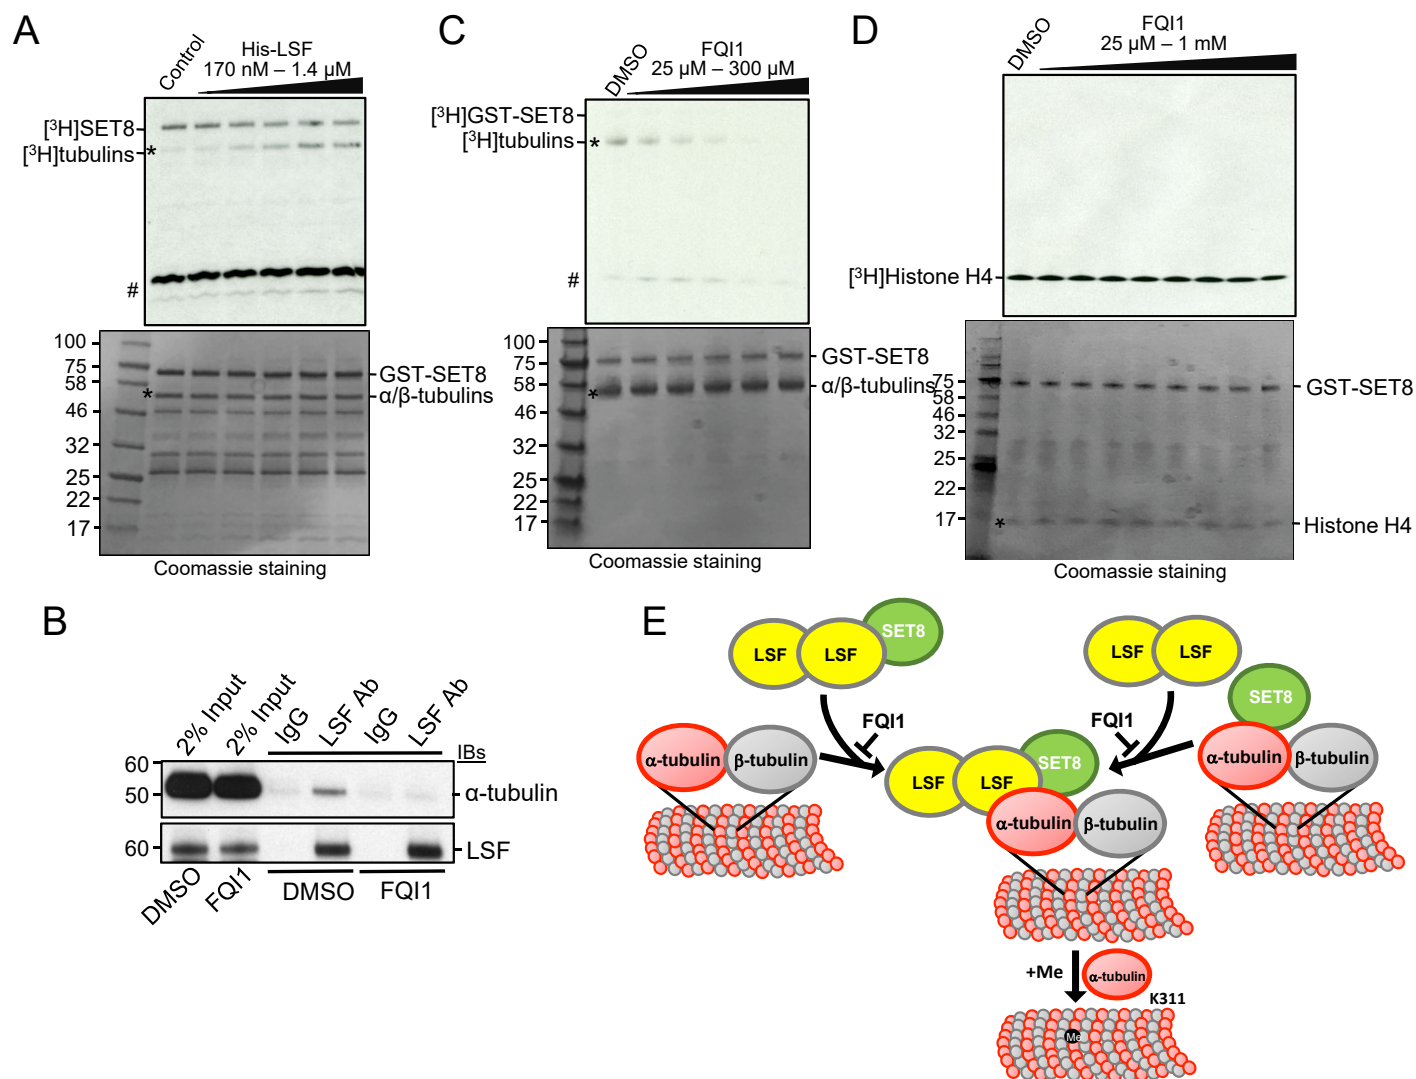 A
Control
His-LSF
170 nM – 1.4 µM
[³H]SET8
[³H]tubulins
*
#
100
75
58
46
32
25
22
17
*
GST-SET8
α/β-tubulins
Coomassie staining
C
DMSO
FQI1
25 µM – 300 µM
[³H]GST-SET8
[³H]tubulins
*
#
100
75
58
46
32
25
22
17
*
GST-SET8
α/β-tubulins
Coomassie staining
D
DMSO
FQI1
25 µM – 1 mM
[³H]Histone H4
75
58
46
32
25
22
17
*
GST-SET8
Histone H4
Coomassie staining
B
2% Input
2% Input
IgG
LSF Ab
IgG
LSF Ab
IBs
60
50
α-tubulin
60
LSF
DMSO
FQI1
DMSO
FQI1
E
LSF
LSF
SET8
FQI1
α-tubulin
β-tubulin
LSF
LSF
SET8
FQI1
α-tubulin
β-tubulin
LSF
LSF
SET8
α-tubulin
β-tubulin
+Me
α-tubulin
K311
Me